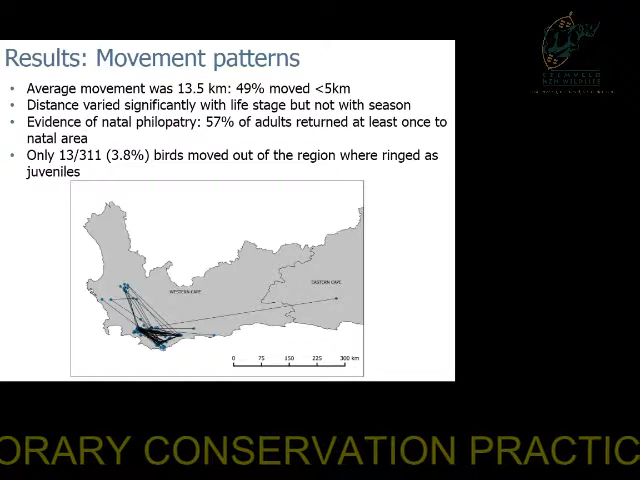 Results: Movement patterns
• Average movement was 13.5 km: 49% moved <5km
• Distance varied significantly with life stage but not with season
• Evidence of natal philopatry: 57% of adults returned at least once to
natal area
• Only 13/311 (3.8%) birds moved out of the region where ringed as
juveniles
WESTERN CAPE
EASTERN CAPE
0 75 150 225 300 km
EZEMVELO
KZN WILDLIFE
ORARY CONSERVATION PRACTIC